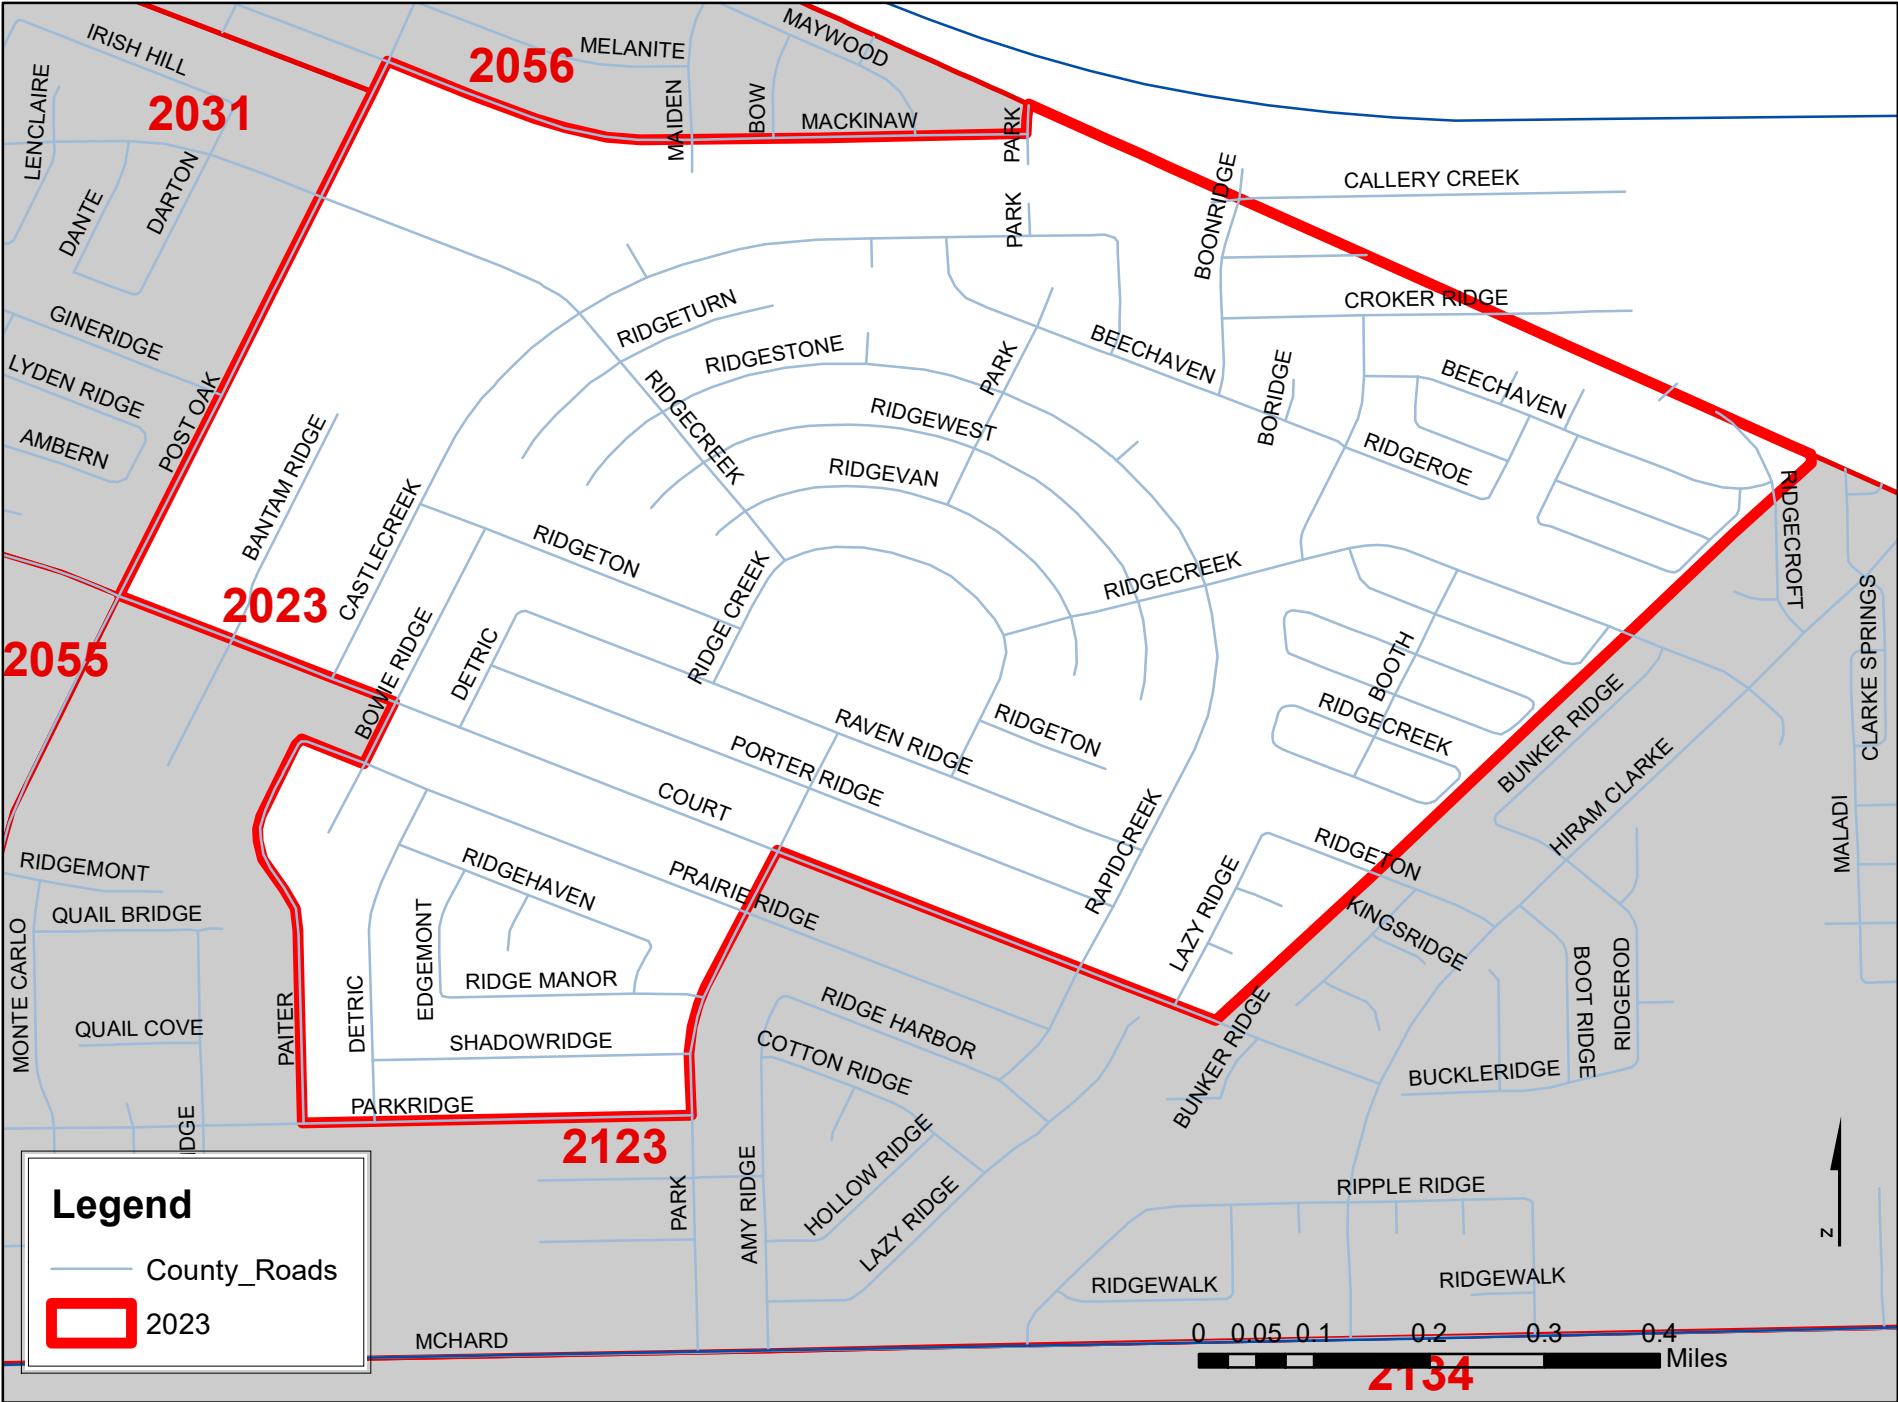 MAYWOOD
IRISH HILL
MELANITE
2056
LENCLAIRE
2031
MAIDEN
BOW
MACKINAW
PARK
DANTE
DARTON
PARK
BOONRIDGE
CALLERY CREEK
GINERIDGE
RIDGETURN
CROKER RIDGE
LYDEN RIDGE
RIDGESTONE
PARK
BEECHAVEN
BORIDGE
BEECHAVEN
AMBERN
POST OAK
RIDGECREEK
RIDGEWEST
RIDGEROE
BANTAM RIDGE
CASTLECREEK
RIDGEVAN
RIDGECROFT
RIDGETON
RIDGECREEK
2023
BOWIE RIDGE
DETRIC
RIDGE CREEK
BOOTH
CLARKE SPRINGS
2055
RAVEN RIDGE
RIDGETON
RIDGECREEK
BUNKER RIDGE
PORTER RIDGE
COURT
HIRAM CLARKE
RAPIDCREEK
MALADI
RIDGEMONT
RIDGEHAVEN
PRAIRIE RIDGE
LAZY RIDGE
RIDGETON
QUAIL BRIDGE
EDGEMONT
KINGSRIDGE
MONTE CARLO
RIDGE MANOR
BOOT RIDGE
RIDGEROD
PAITER
DETRIC
QUAIL COVE
SHADOWRIDGE
RIDGE HARBOR
BUNKER RIDGE
COTTON RIDGE
BUCKLERIDGE
PARKRIDGE
IDGE
2123
PARK
AMY RIDGE
HOLLOW RIDGE
LAZY RIDGE
RIPPLE RIDGE
RIDGEWALK
RIDGEWALK
Legend
County_Roads
2023
MCHARD
0 0.05 0.1 0.2 0.3 0.4
Miles
2134
Z